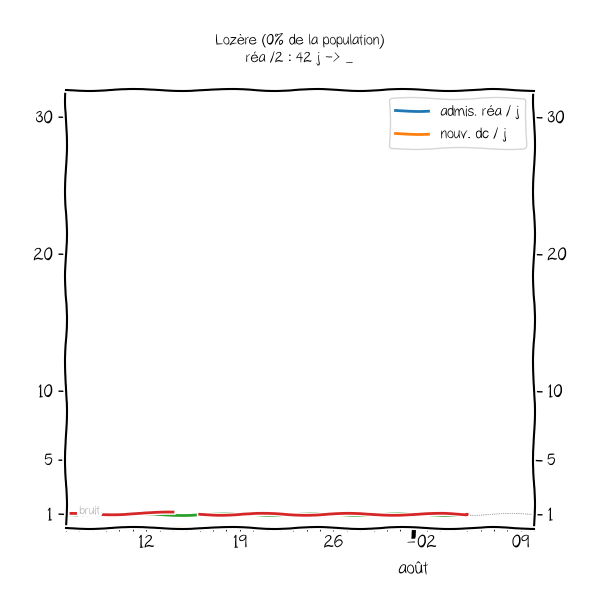 Lozère (0% de la population)
réa /2 : 42 j -> _
admis. réa / j
nouv. dc / j
30
30
20
20
10
10
5
5
bruit
1
1
12
19
26
02
09
août